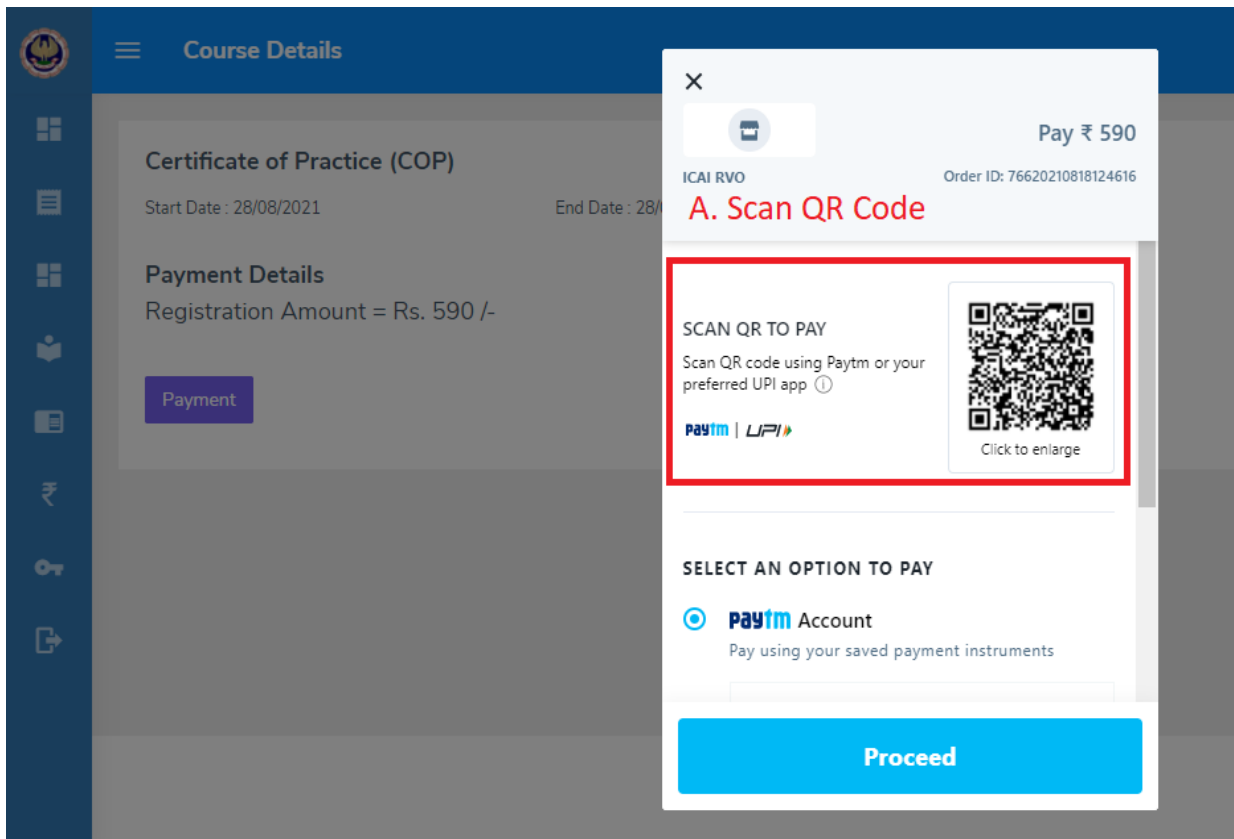 Course Details
Certificate of Practice (COP)
Start Date : 28/08/2021
End Date : 28/
Payment Details
Registration Amount = Rs. 590 /-
Payment
Pay ₹ 590
ICAI RVO
Order ID: 76620210818124616
A. Scan QR Code
SCAN QR TO PAY
Scan QR code using Paytm or your
preferred UPI app
paytm | UPI
Click to enlarge
SELECT AN OPTION TO PAY
paytm Account
Pay using your saved payment instruments
Proceed